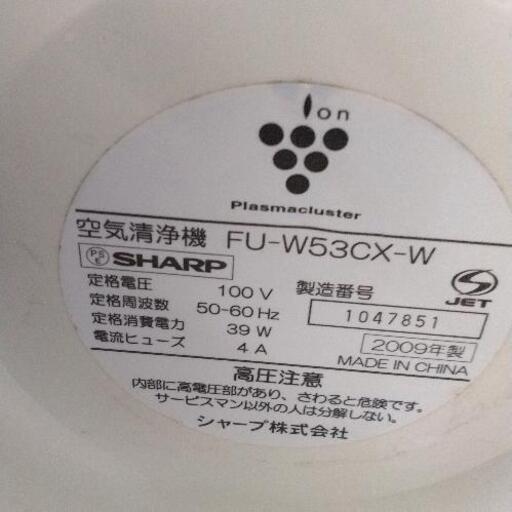 Ion
Plasmacluster
空気清浄機 FU-W53CX-W
PS E SHARP
定格電圧 100 V
定格周波数 50-60 Hz
定格消費電力 39 W
電流ヒューズ 4 A
製造番号
1047851
JET
2009年製
MADE IN CHINA
高圧注意
内部に高電圧部があり、さわると危険です。
サービスマン以外の人は分解しない。
シャープ株式会社